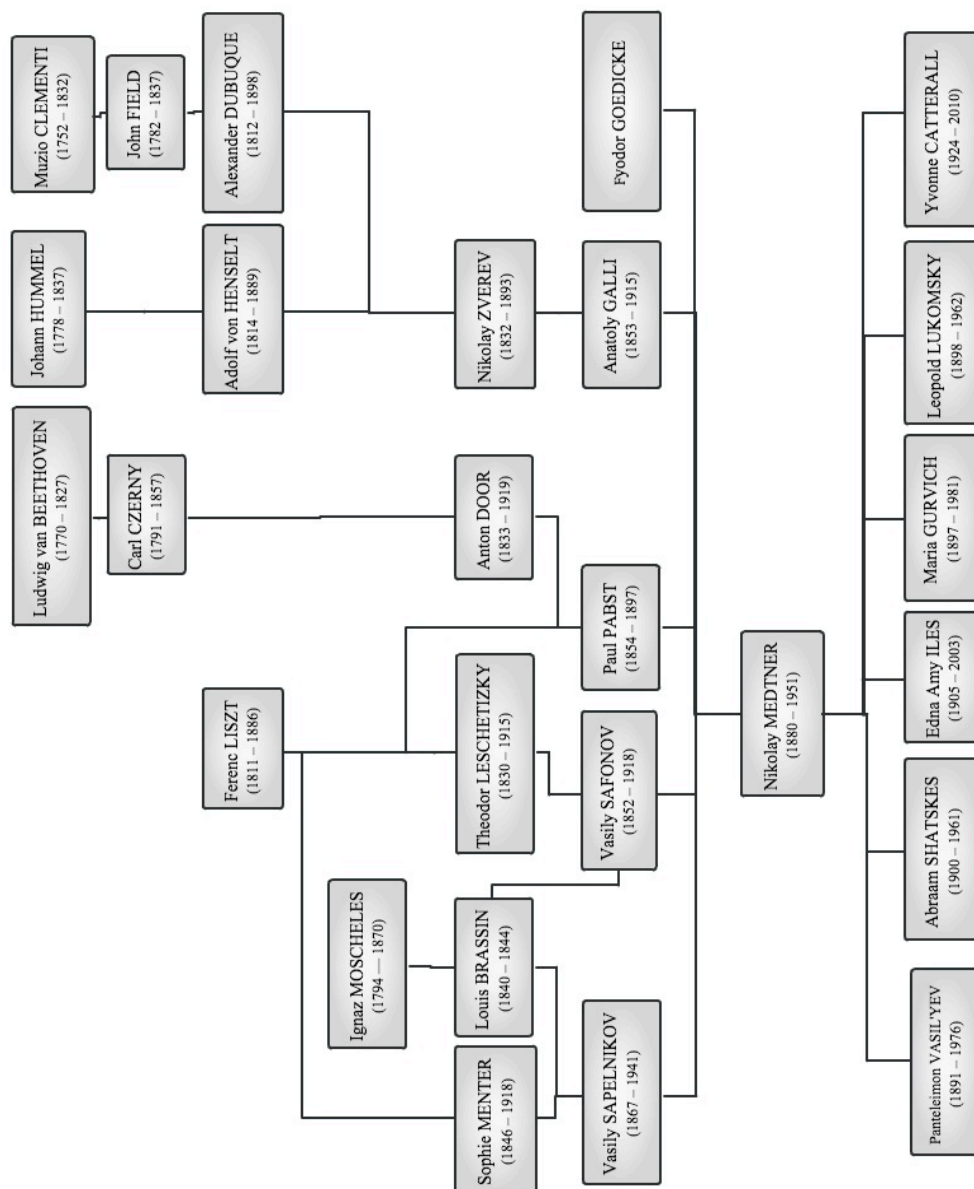 Muzio CLEMENTI
(1752 – 1832)
John FIELD
(1782 – 1837)
Alexander DUBUQUE
(1812 – 1898)
Fyodor GOEDICKE
Yvonne CATTERALL
(1924 – 2010)
Johann HUMMEL
(1778 – 1837)
Adolf von HENSELT
(1814 – 1889)
Nikolay ZVEREV
(1832 – 1893)
Anatoly GALLI
(1853 – 1915)
Leopold LUKOMSKY
(1898 – 1962)
Ludwig van BEETHOVEN
(1770 – 1827)
Carl CZERNY
(1791 – 1857)
Anton DOOR
(1833 – 1919)
Maria GURVICH
(1897 – 1981)
Paul PABST
(1854 – 1897)
Edna Amy ILES
(1905 – 2003)
Ferenc LISZT
(1811 – 1886)
Theodor LESCHETIZKY
(1830 – 1915)
Vasily SAFONOV
(1852 – 1918)
Nikolay MEDTNER
(1880 – 1951)
Abraam SHATSKES
(1900 – 1961)
Ignaz MOSCHELES
(1794 — 1870)
Louis BRASSIN
(1840 – 1844)
Sophie MENTER
(1846 – 1918)
Vasily SAPELNIKOV
(1867 – 1941)
Panteleimon VASIL'YEV
(1891 – 1976)